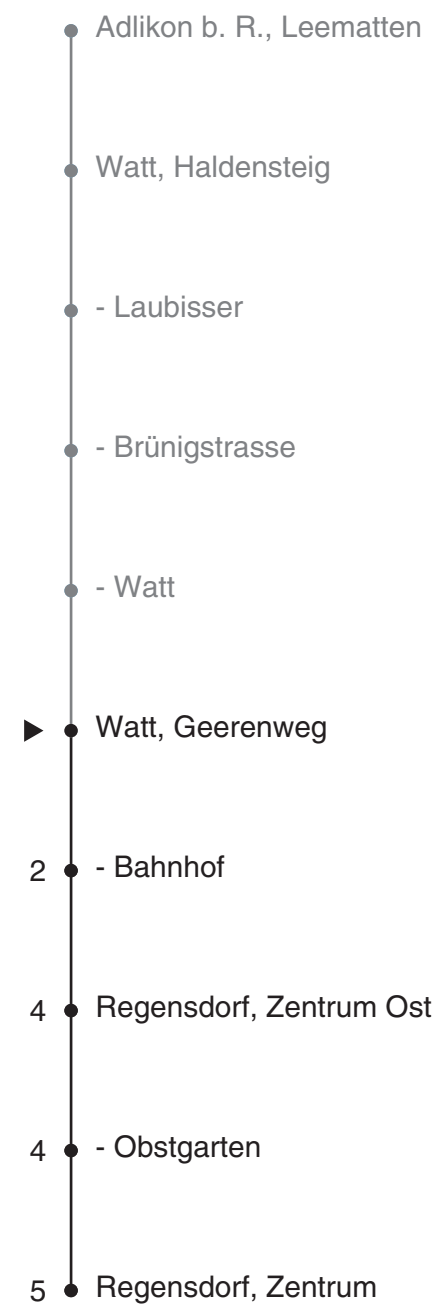 Adlikon b. R., Leematten
Watt, Haldensteig
- Laubisser
- Brünigstrasse
- Watt
Watt, Geerenweg
2 - Bahnhof
4 Regensdorf, Zentrum Ost
4 - Obstgarten
5 Regensdorf, Zentrum